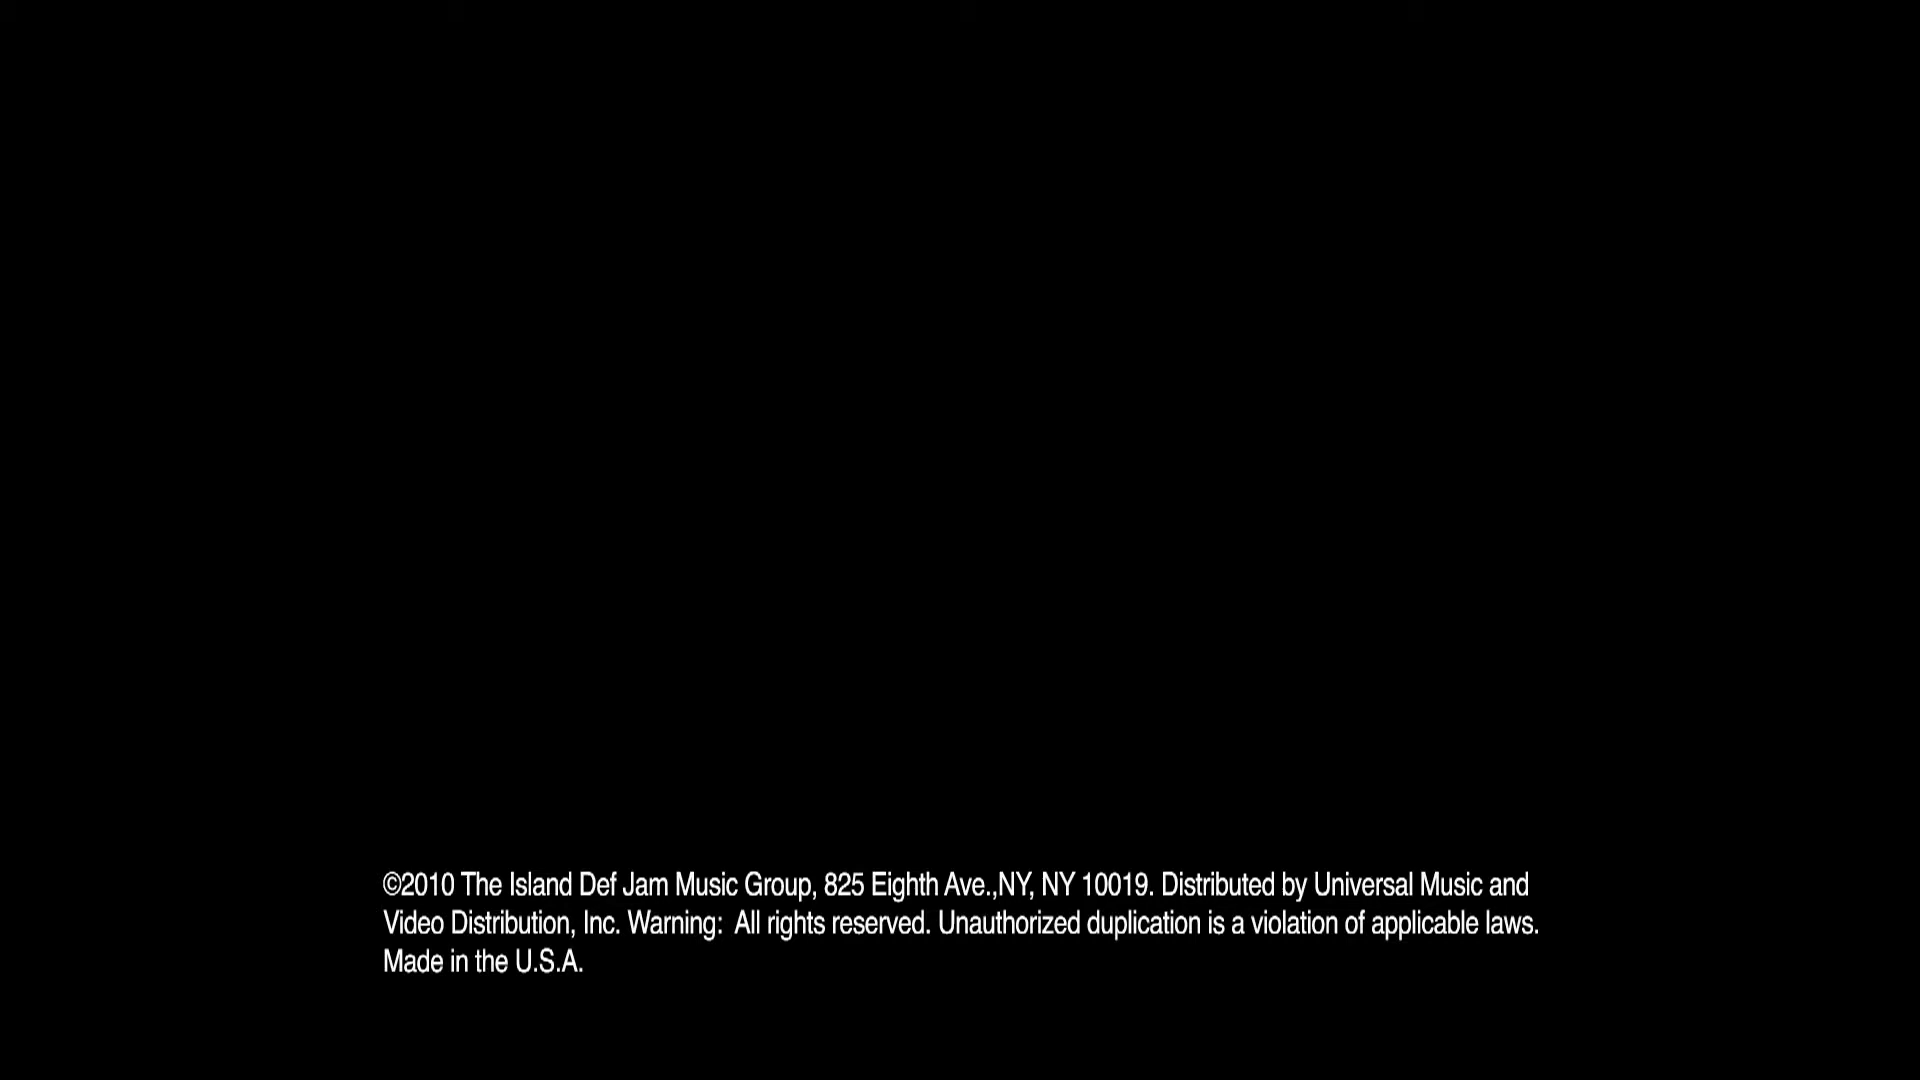 ©2010 The Island Def Jam Music Group, 825 Eighth Ave.,NY, NY 10019. Distributed by Universal Music and
Video Distribution, Inc. Warning:  All rights reserved. Unauthorized duplication is a violation of applicable laws.
Made in the U.S.A.